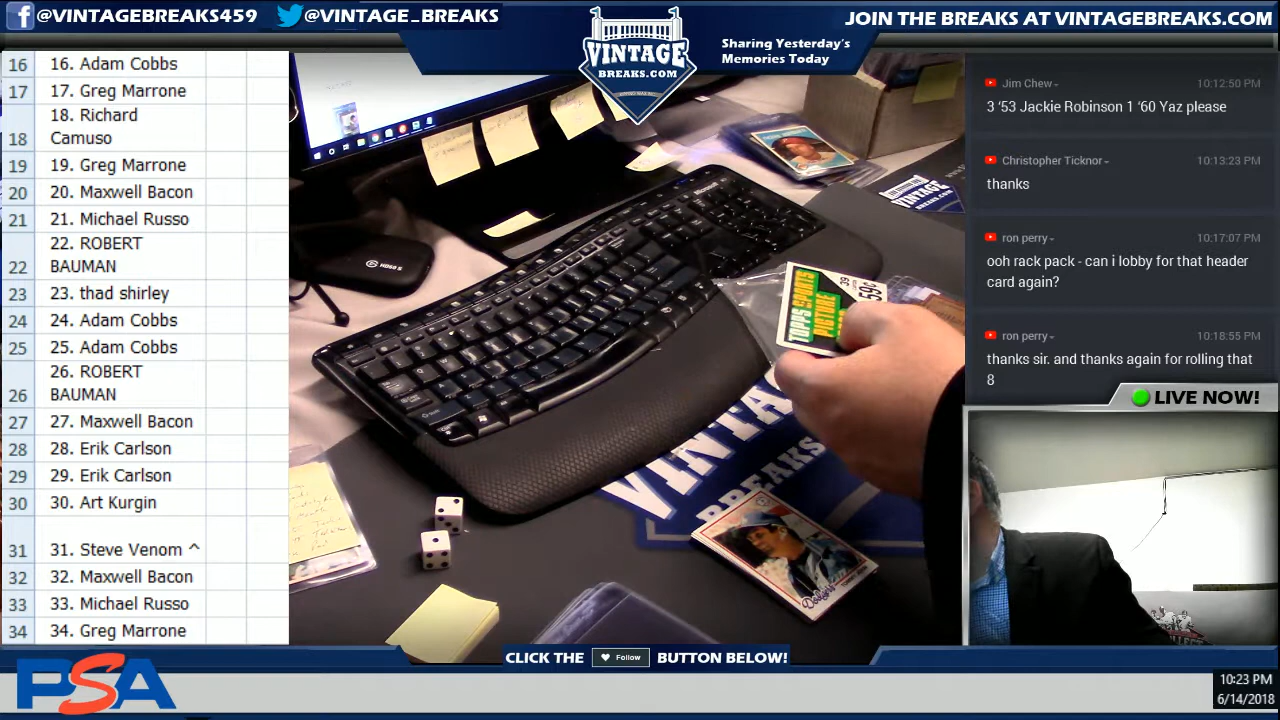 @VINTAGEBREAKS459
@VINTAGE_BREAKS
VINTAGE
BREAKS.COM
Sharing Yesterday's
Memories Today
JOIN THE BREAKS AT VINTAGEBREAKS.COM
16 16. Adam Cobbs
17 17. Greg Marrone
18. Richard
18 Camuso
19 19. Greg Marrone
20 20. Maxwell Bacon
21 21. Michael Russo
22. ROBERT
22 BAUMAN
23 23. thad shirley
24 24. Adam Cobbs
25 25. Adam Cobbs
26. ROBERT
26 BAUMAN
27 27. Maxwell Bacon
28 28. Erik Carlson
29 29. Erik Carlson
30 30. Art Kurgin
31 31. Steve Venom ^
32 32. Maxwell Bacon
33 33. Michael Russo
34 34. Greg Marrone
HD60 S
Microsoft
VINTAGE
BREAKS
TOPPS SPORTS
PICTURE
39
59¢
VINTA
BREAKS
Dodgers
Jim Chew 10:12:50 PM
3 '53 Jackie Robinson 1 '60 Yaz please
Christopher Ticknor 10:13:23 PM
thanks
ron perry 10:17:07 PM
ooh rack pack - can i lobby for that header
card again?
ron perry 10:18:55 PM
thanks sir. and thanks again for rolling that
8
LIVE NOW!
CLICK THE Follow BUTTON BELOW!
PSA
10:23 PM
6/14/2018